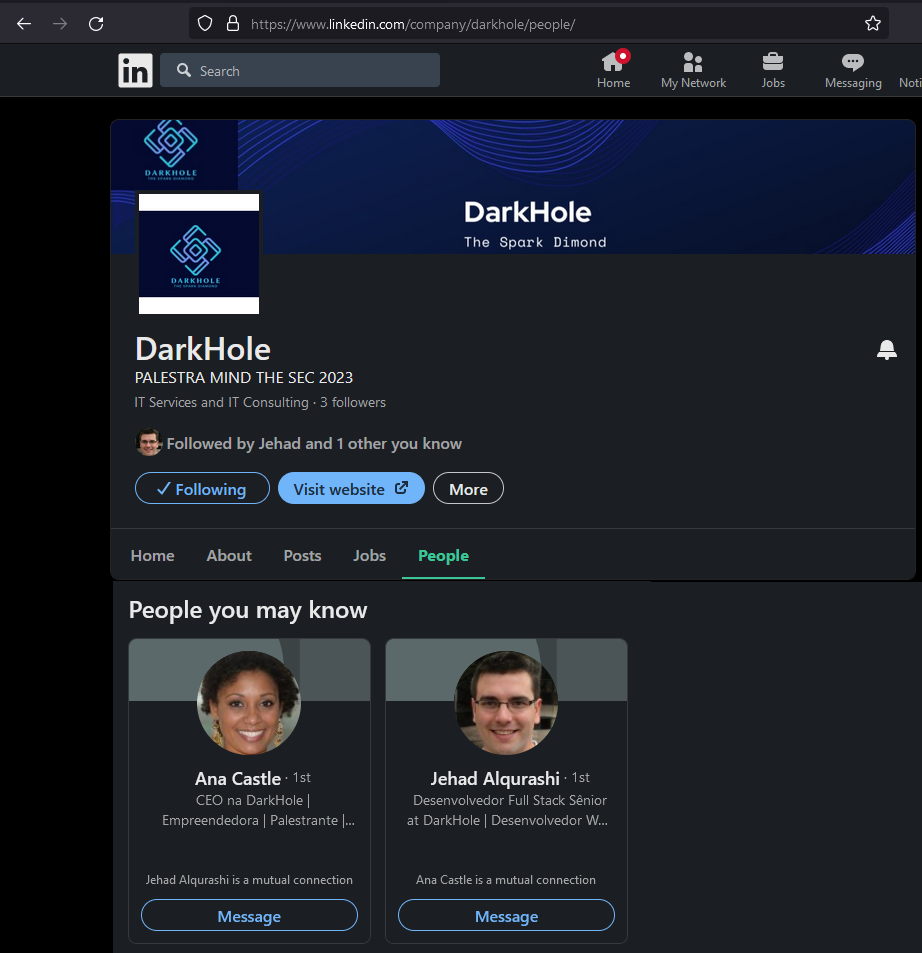 https://www.linkedin.com/company/darkhole/people/
in
Search
Home
My Network
Jobs
Messaging
Noti
DARKHOLE
THE SPARK DIAMOND
DarkHole
The Spark Dimond
DARKHOLE
THE SPARK DIAMOND
DarkHole
PALESTRA MIND THE SEC 2023
IT Services and IT Consulting · 3 followers
Followed by Jehad and 1 other you know
Following
Visit website
More
Home
About
Posts
Jobs
People
People you may know
Ana Castle · 1st
CEO na DarkHole |
Empreendedora | Palestrante |...
Jehad Alqurashi is a mutual connection
Message
Jehad Alqurashi · 1st
Desenvolvedor Full Stack Sênior
at DarkHole | Desenvolvedor W...
Ana Castle is a mutual connection
Message